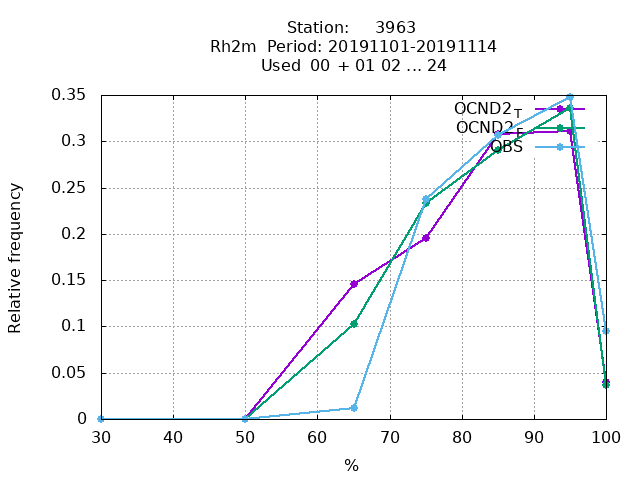 Station: 3963
Rh2m Period: 20191101-20191114
Used 00 + 01 02 ... 24
0.35
0.3
0.25
0.2
0.15
0.1
0.05
0
Relative frequency
OCND2_T
OCND2_F
OBS
30 40 50 60 70 80 90 100
%